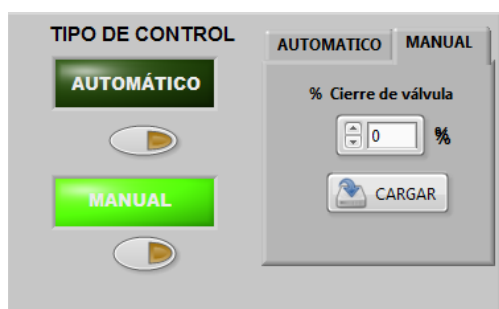 TIPO DE CONTROL
AUTOMÁTICO
MANUAL
AUTOMATICO
MANUAL
% Cierre de válvula
0 %
CARGAR